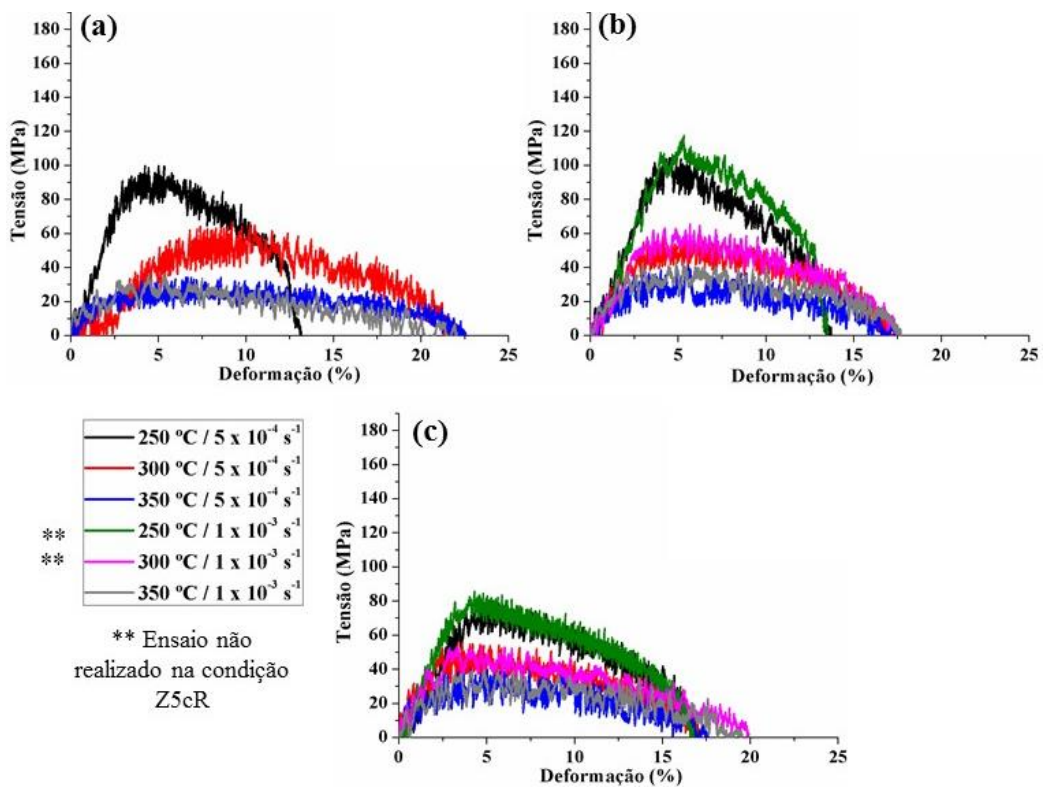 (a)
180
160
140
120
100
80
60
40
20
0
Tensão (MPa)
0 5 10 15 20 25
Deformação (%)
(b)
180
160
140
120
100
80
60
40
20
0
Tensão (MPa)
0 5 10 15 20 25
Deformação (%)
250 ºC / 5 x 10⁻⁴ s⁻¹
300 ºC / 5 x 10⁻⁴ s⁻¹
350 ºC / 5 x 10⁻⁴ s⁻¹
** 250 ºC / 1 x 10⁻³ s⁻¹
** 300 ºC / 1 x 10⁻³ s⁻¹
350 ºC / 1 x 10⁻³ s⁻¹
** Ensaio não
realizado na condição
Z5cR
(c)
180
160
140
120
100
80
60
40
20
0
Tensão (MPa)
0 5 10 15 20 25
Deformação (%)